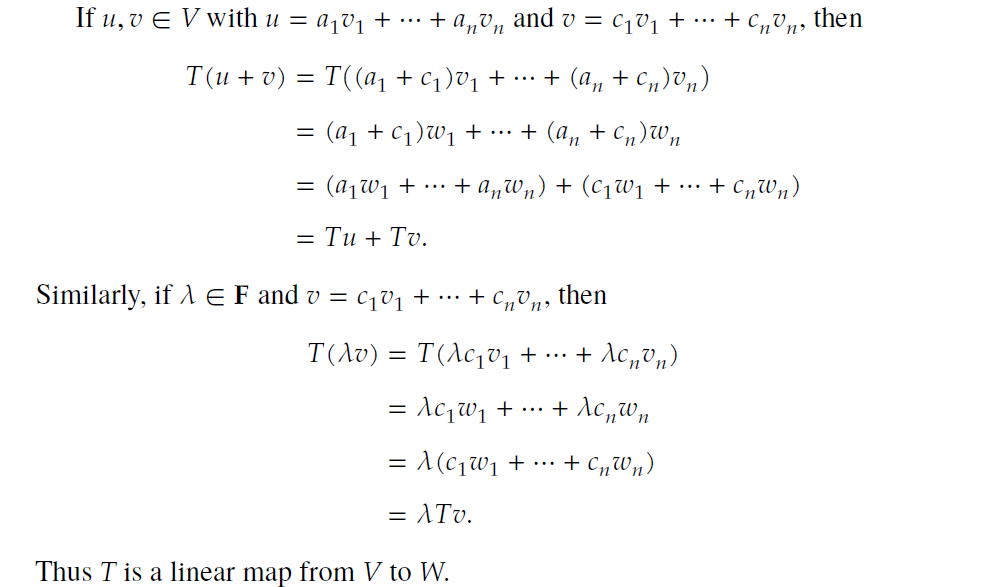 If u, v ∈ V with u = a₁v₁ + ⋯ + aₙvₙ and v = c₁v₁ + ⋯ + cₙvₙ, then
T(u + v) = T((a₁ + c₁)v₁ + ⋯ + (aₙ + cₙ)vₙ)
= (a₁ + c₁)w₁ + ⋯ + (aₙ + cₙ)wₙ
= (a₁w₁ + ⋯ + aₙwₙ) + (c₁w₁ + ⋯ + cₙwₙ)
= Tu + Tv.
Similarly, if λ ∈ F and v = c₁v₁ + ⋯ + cₙvₙ, then
T(λv) = T(λc₁v₁ + ⋯ + λcₙvₙ)
= λc₁w₁ + ⋯ + λcₙwₙ
= λ(c₁w₁ + ⋯ + cₙwₙ)
= λTv.
Thus T is a linear map from V to W.